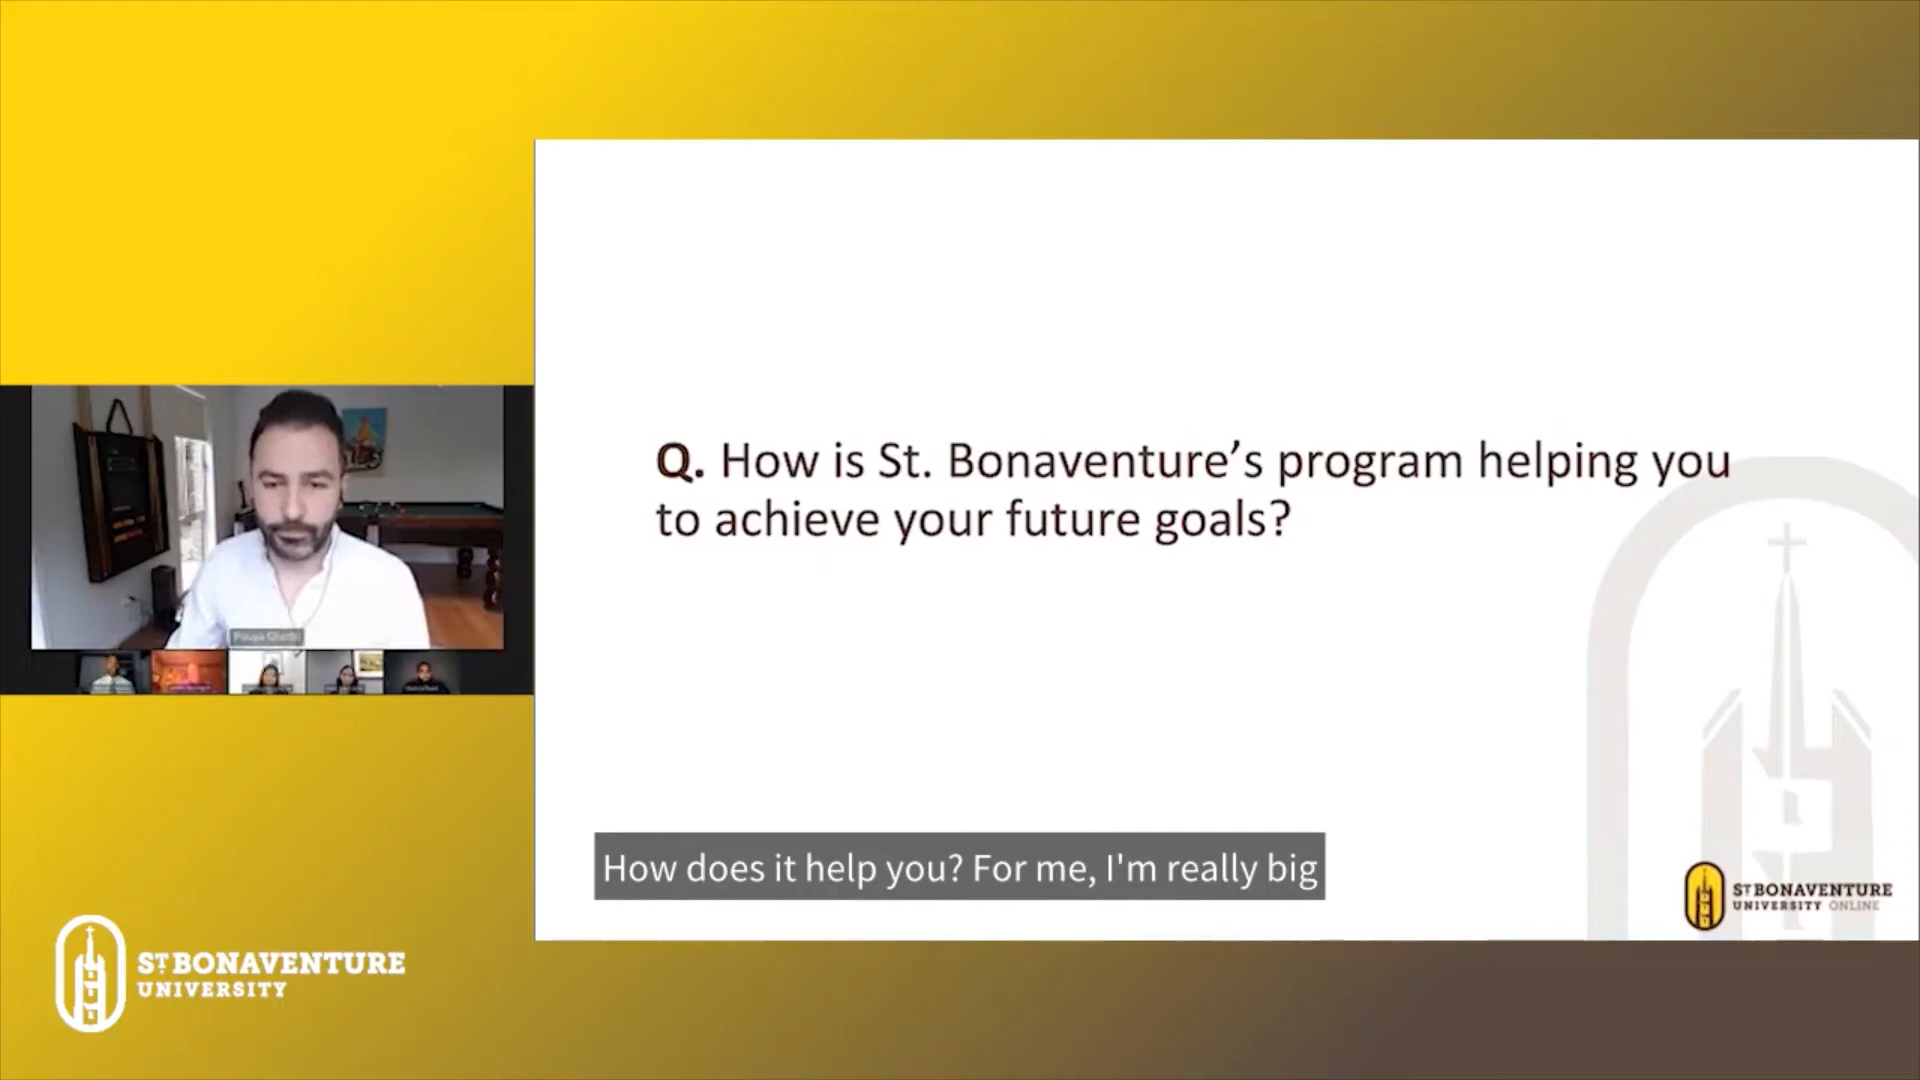 Q. How is St. Bonaventure’s program helping you
to achieve your future goals?
How does it help you? For me, I'm really big
ST BONAVENTURE
UNIVERSITY ONLINE
ST BONAVENTURE
UNIVERSITY